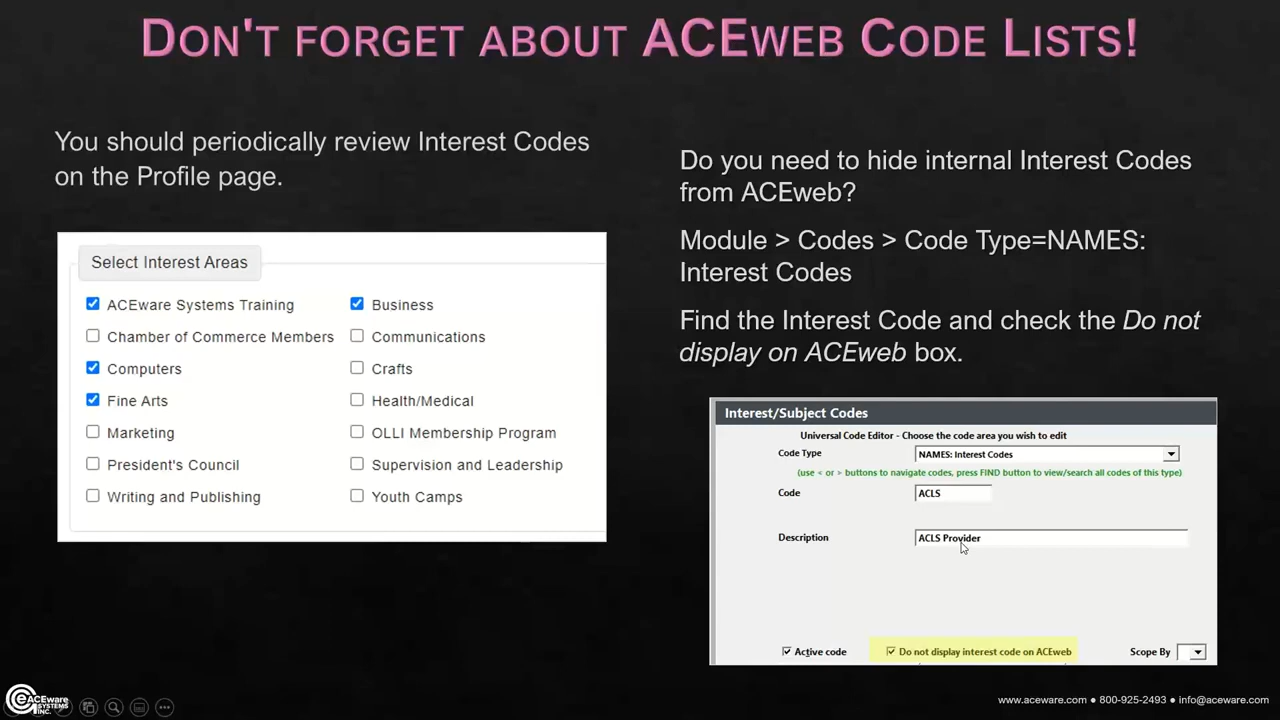 DON'T FORGET ABOUT ACEWEB CODE LISTS!
You should periodically review Interest Codes
on the Profile page.
Select Interest Areas
ACEware Systems Training
Business
Chamber of Commerce Members
Communications
Computers
Crafts
Fine Arts
Health/Medical
Marketing
OLLI Membership Program
President's Council
Supervision and Leadership
Writing and Publishing
Youth Camps
Do you need to hide internal Interest Codes
from ACEweb?
Module > Codes > Code Type=NAMES:
Interest Codes
Find the Interest Code and check the Do not
display on ACEweb box.
Interest/Subject Codes
Universal Code Editor - Choose the code area you wish to edit
Code Type
NAMES: Interest Codes
(use < or > buttons to navigate codes, press FIND button to view/search all codes of this type)
Code
ACLS
Description
ACLS Provider
Active code
Do not display interest code on ACEweb
Scope By
ACEware
SYSTEMS
INC.
www.aceware.com ● 800-925-2493 ● info@aceware.com